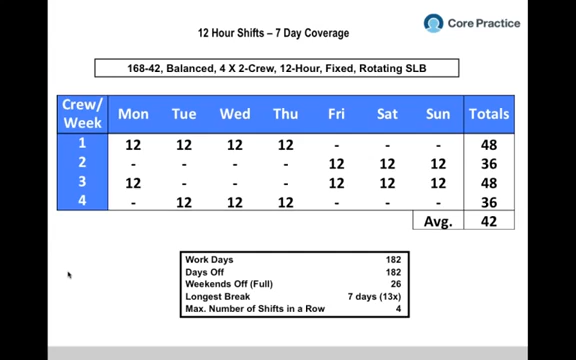 Core Practice
12 Hour Shifts – 7 Day Coverage
168-42, Balanced, 4 X 2-Crew, 12-Hour, Fixed, Rotating SLB
Crew/ Week Mon Tue Wed Thu Fri Sat Sun Totals
1 12 12 12 12 - - - 48
2 - - - - 12 12 12 36
3 12 - - - 12 12 12 48
4 - 12 12 12 - - - 36
Avg. 42
Work Days 182
Days Off 182
Weekends Off (Full) 26
Longest Break 7 days (13x)
Max. Number of Shifts in a Row 4